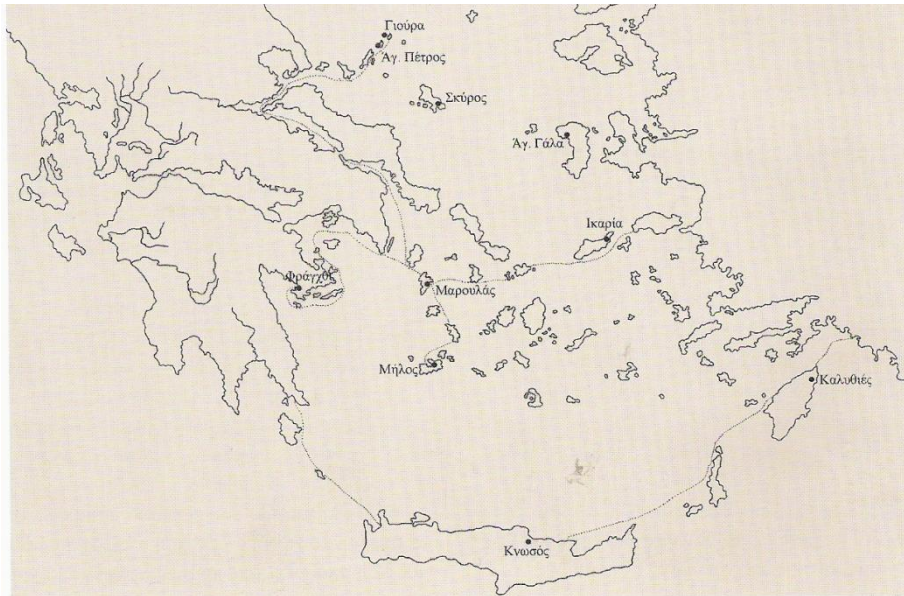 Γιούρα
Άγ. Πέτρος
Σκύρος
Άγ. Γάλα
Ικαρία
Φράγχθι
Μαρουλάς
Μήλος
Καλυθιές
Κνωσός